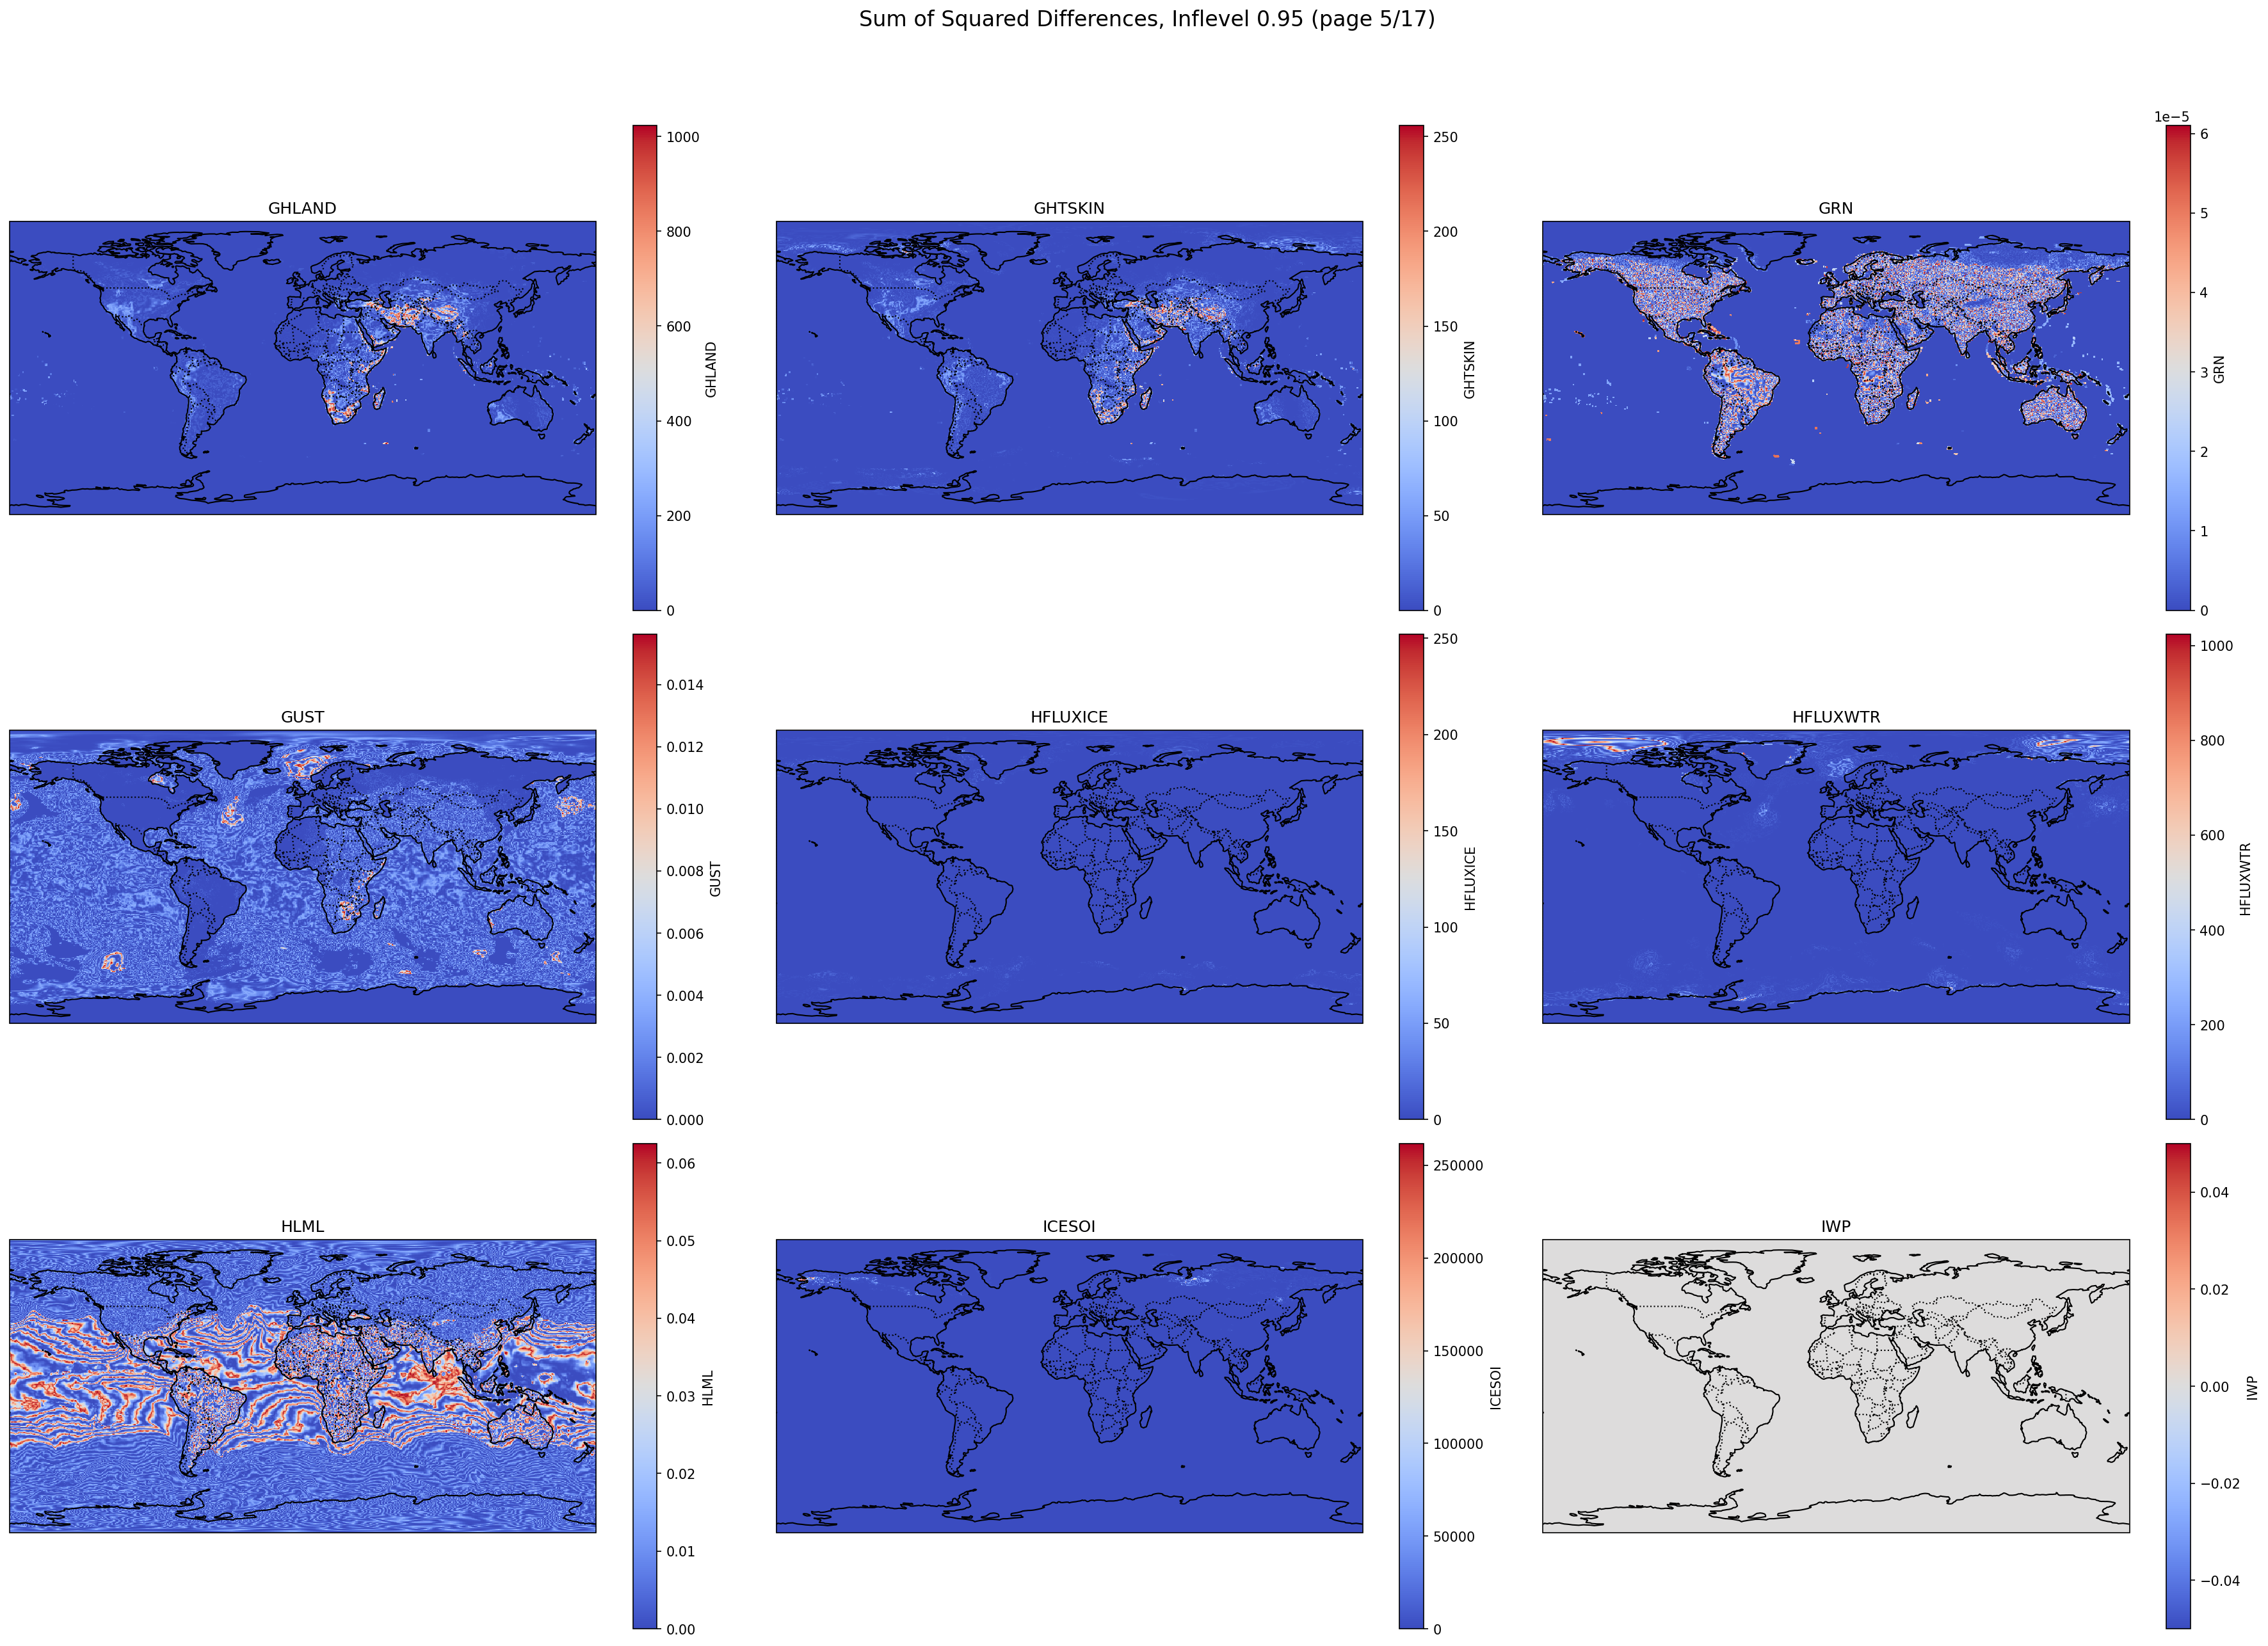 Sum of Squared Differences, Inflevel 0.95 (page 5/17)
GHLAND
1000
800
600
400
200
0
GHLAND
GHTSKIN
250
200
150
100
50
0
GHTSKIN
GRN
1e−5
6
5
4
3
2
1
0
GRN
GUST
0.014
0.012
0.010
0.008
0.006
0.004
0.002
0.000
GUST
HFLUXICE
250
200
150
100
50
0
HFLUXICE
HFLUXWTR
1000
800
600
400
200
0
HFLUXWTR
HLML
0.06
0.05
0.04
0.03
0.02
0.01
0.00
HLML
ICESOI
250000
200000
150000
100000
50000
0
ICESOI
IWP
0.04
0.02
0.00
−0.02
−0.04
IWP